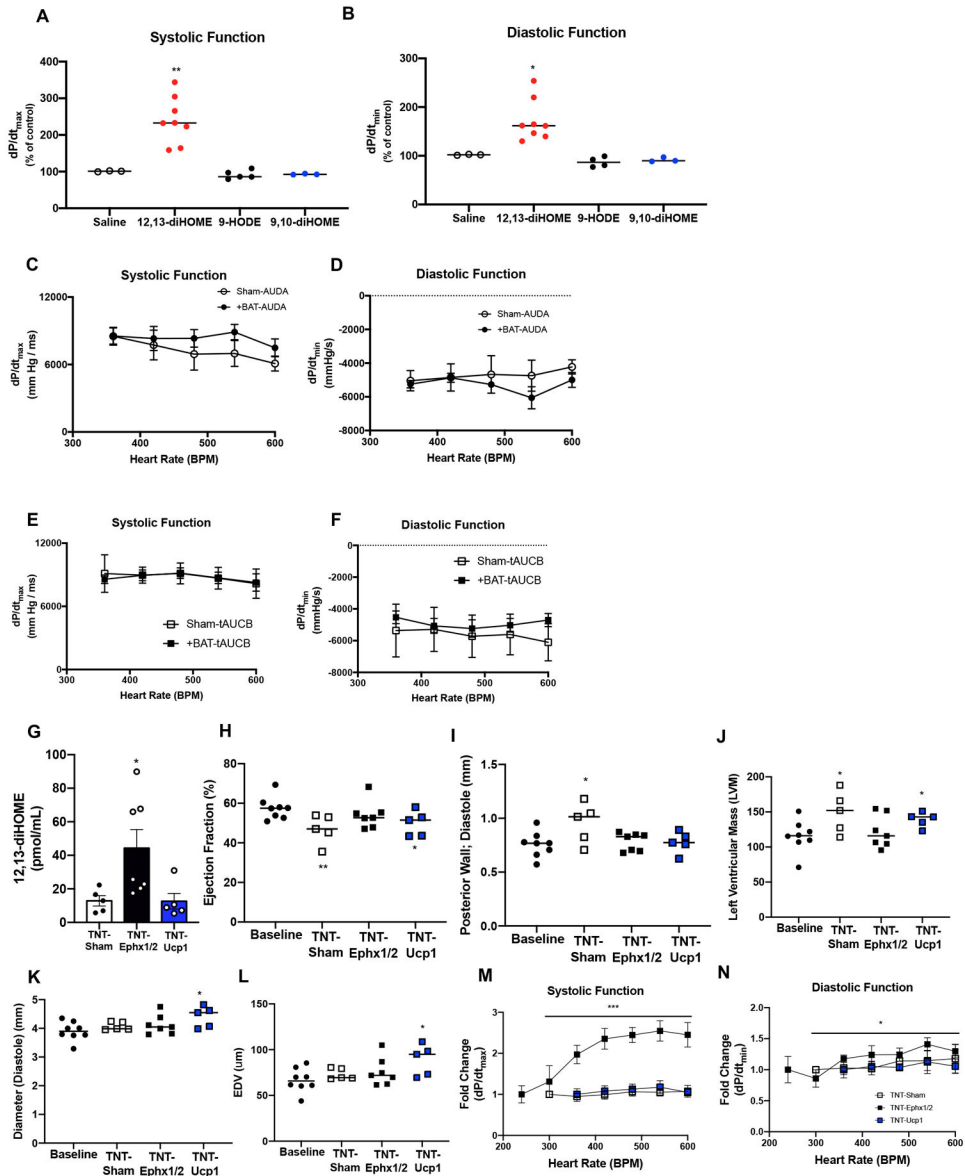 A
Systolic Function
dP/dtmax
(% of control)
400
300
200
100
0
**
Saline
12,13-diHOME
9-HODE
9,10-diHOME
B
Diastolic Function
dP/dtmin
(% of control)
300
200
100
0
*
Saline
12,13-diHOME
9-HODE
9,10-diHOME
C
Systolic Function
Sham-AUDA
+BAT-AUDA
dP/dtmax
(mm Hg / ms)
12000
6000
0
300
400
500
600
Heart Rate (BPM)
D
Diastolic Function
Sham-AUDA
+BAT-AUDA
dP/dtmin
(mmHg/s)
0
-2000
-4000
-6000
-8000
300
400
500
600
Heart Rate (BPM)
E
Systolic Function
Sham-tAUCB
+BAT-tAUCB
dP/dtmax
(mm Hg / ms)
12000
6000
0
300
400
500
600
Heart Rate (BPM)
F
Diastolic Function
Sham-tAUCB
+BAT-tAUCB
dP/dtmin
(mmHg/s)
0
-2000
-4000
-6000
-8000
300
400
500
600
Heart Rate (BPM)
G
12,13-diHOME
(pmol/mL)
100
80
60
40
20
0
*
TNT-
Sham
TNT-
Ephx1/2
TNT-
Ucp1
H
Ejection Fraction (%)
80
60
40
20
0
**
*
Baseline
TNT-
Sham
TNT-
Ephx1/2
TNT-
Ucp1
I
Posterior Wall; Diastole (mm)
1.5
1.0
0.5
0.0
*
Baseline
TNT-
Sham
TNT-
Ephx1/2
TNT-
Ucp1
J
Left Ventricular Mass (LVM)
200
150
100
50
0
*
*
Baseline
TNT-
Sham
TNT-
Ephx1/2
TNT-
Ucp1
K
Diameter (Diastole) (mm)
6
4
2
0
*
Baseline
TNT-
Sham
TNT-
Ephx1/2
TNT-
Ucp1
L
EDV (um)
150
100
50
0
*
Baseline
TNT-
Sham
TNT-
Ephx1/2
TNT-
Ucp1
M
Systolic Function
***
Fold Change
(dP/dtmax)
3
2
1
0
200
400
600
Heart Rate (BPM)
N
Diastolic Function
*
Fold Change
(dP/dtmin)
2.0
1.5
1.0
0.5
0.0
TNT-Sham
TNT-Ephx1/2
TNT-Ucp1
200
400
600
Heart Rate (BPM)